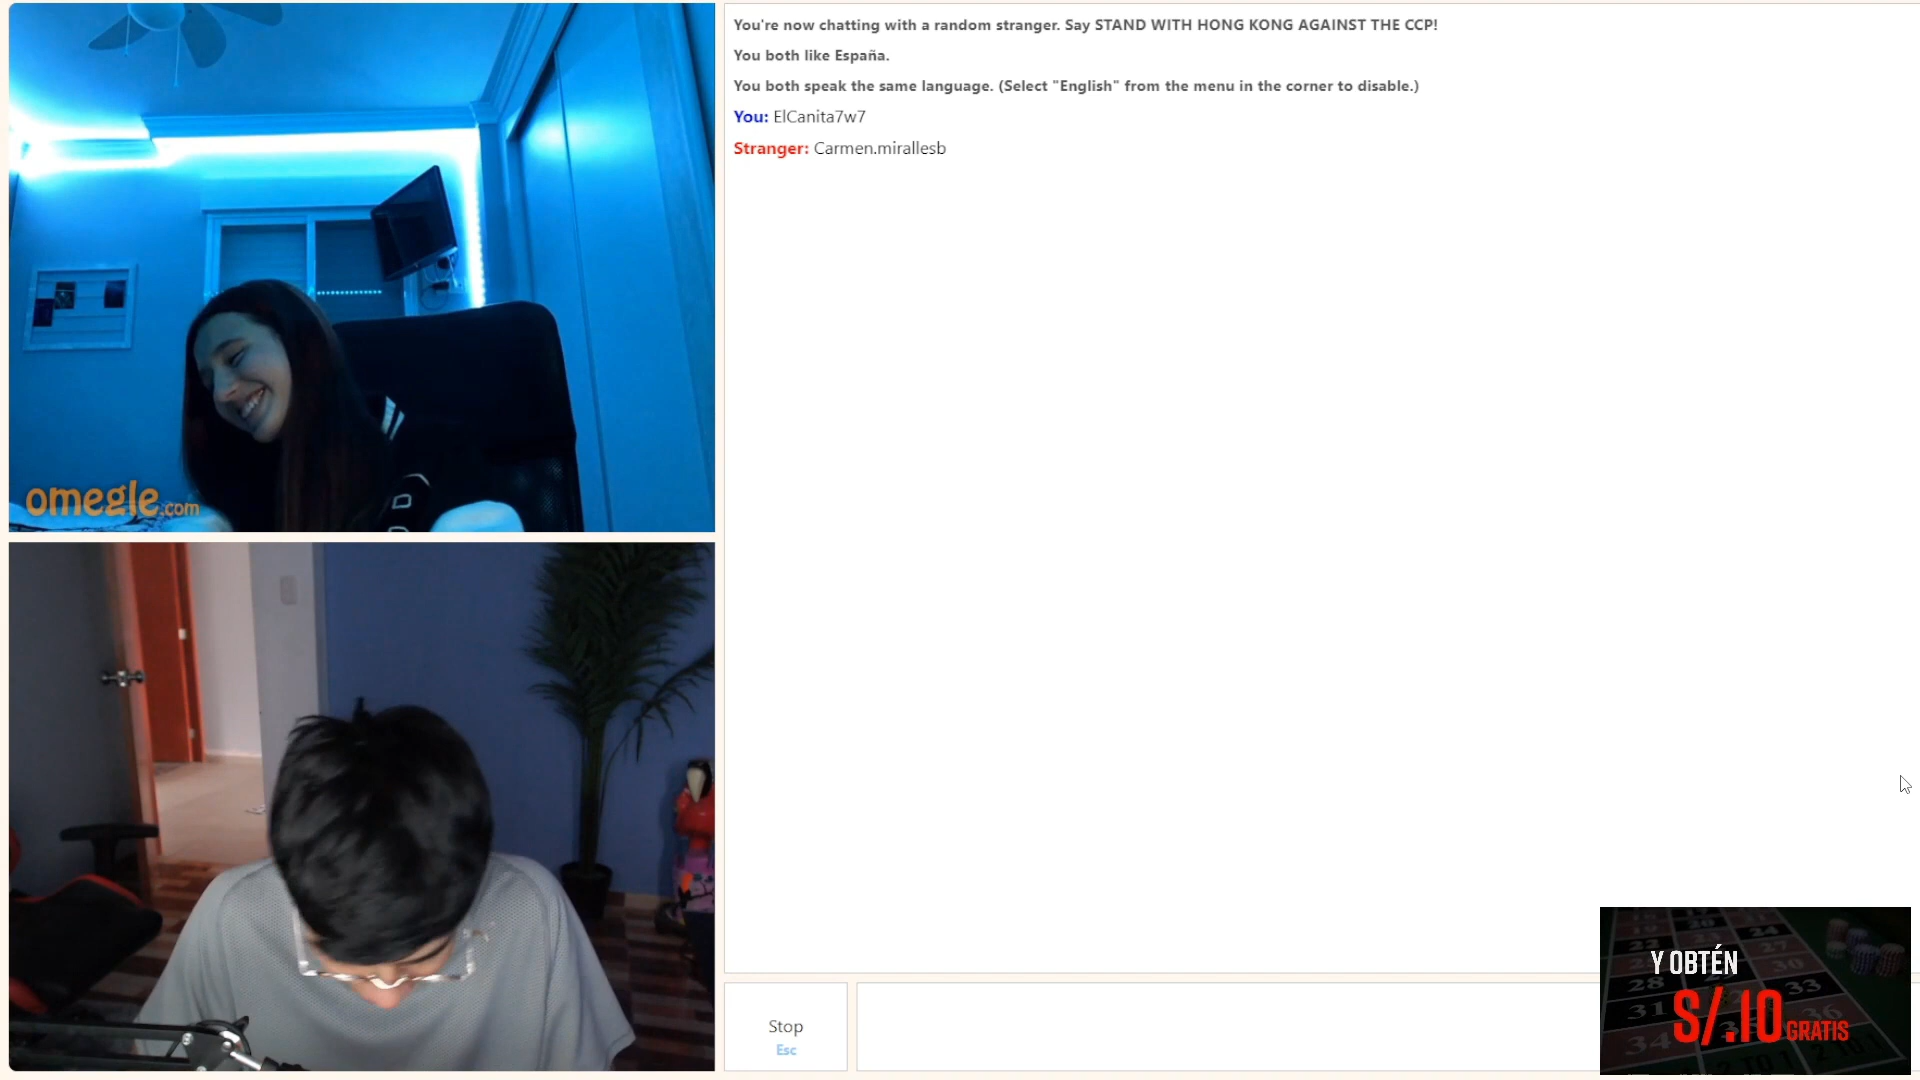 You're now chatting with a random stranger. Say STAND WITH HONG KONG AGAINST THE CCP!
You both like España.
You both speak the same language. (Select "English" from the menu in the corner to disable.)
You: ElCanita7w7
Stranger: Carmen.mirallesb
omegle.com
Stop
Esc
Y OBTÉN
S/.10 GRATIS